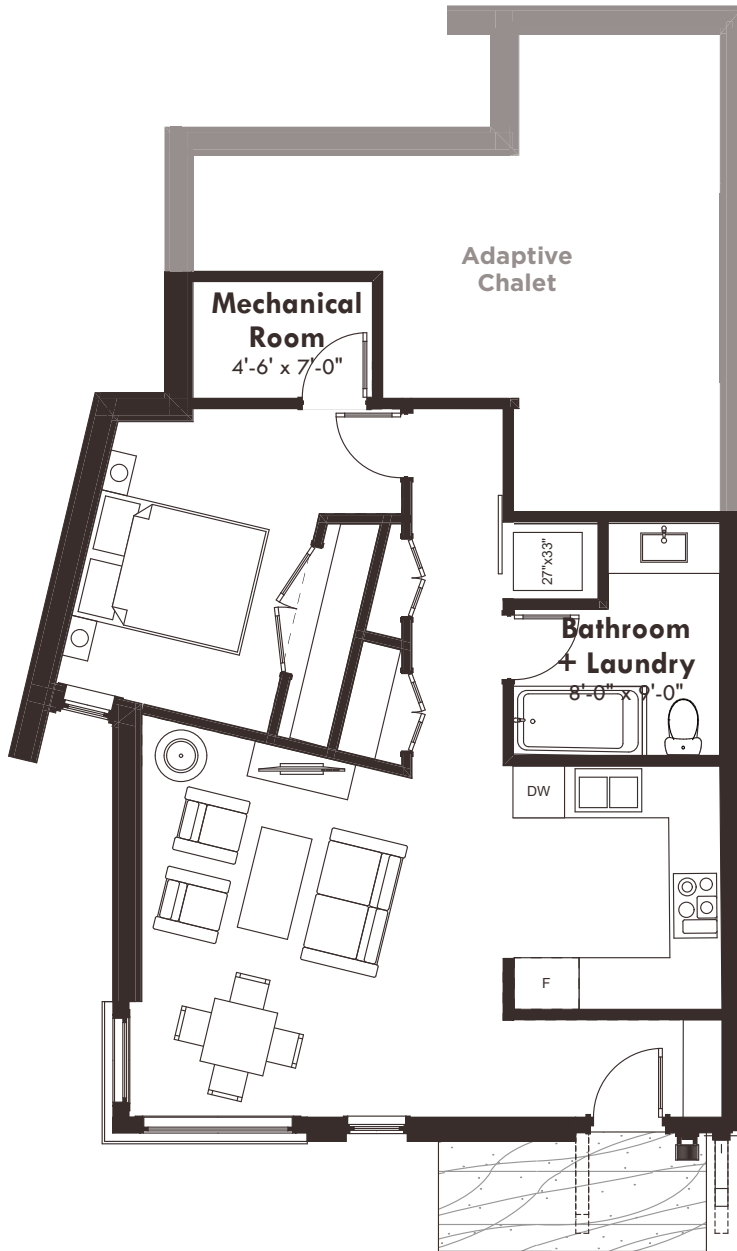 Adaptive
Chalet
Mechanical
Room
4'-6' x 7'-0"
27"x33"
Bathroom
+ Laundry
8'-0" x 9'-0"
DW
F